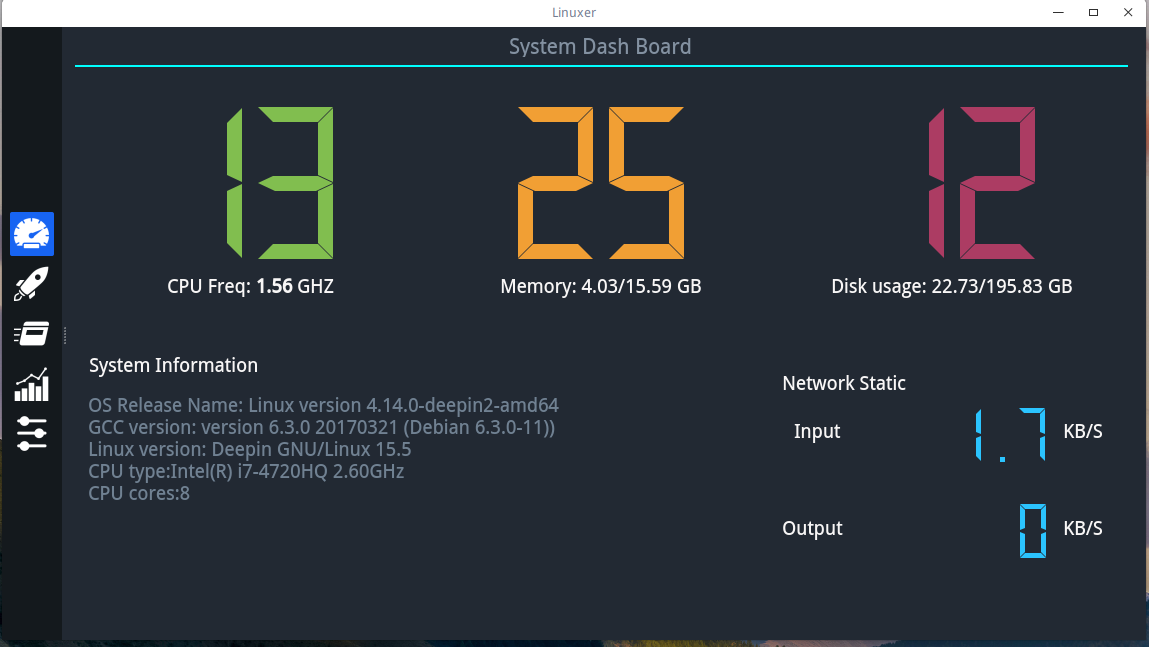 Linuxer
System Dash Board
13
25
12
CPU Freq: 1.56 GHZ
Memory: 4.03/15.59 GB
Disk usage: 22.73/195.83 GB
System Information
OS Release Name: Linux version 4.14.0-deepin2-amd64
GCC version: version 6.3.0 20170321 (Debian 6.3.0-11))
Linux version: Deepin GNU/Linux 15.5
CPU type:Intel(R) i7-4720HQ 2.60GHz
CPU cores:8
Network Static
Input 1.7 KB/S
Output 0 KB/S